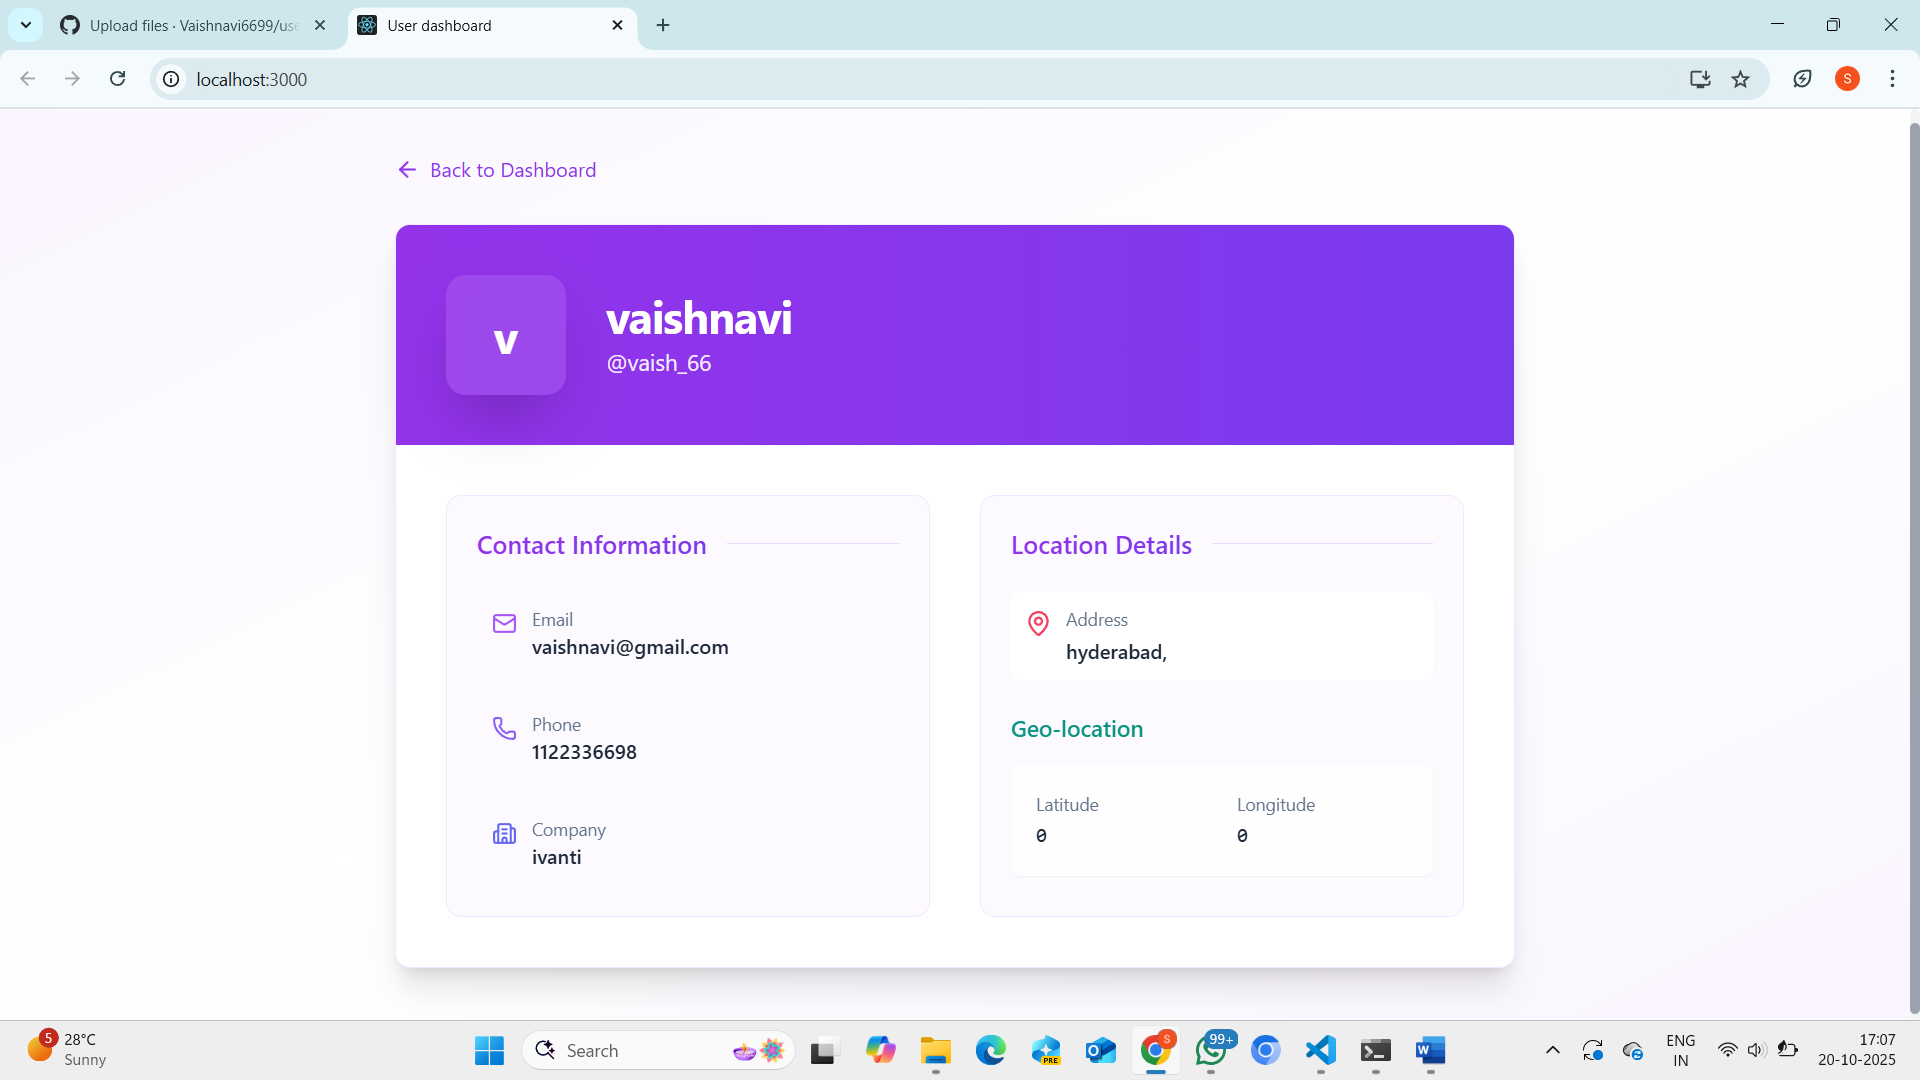 Upload files · Vaishnavi6699/use
User dashboard
localhost:3000
S
Back to Dashboard
v
vaishnavi
@vaish_66
Contact Information
Email
vaishnavi@gmail.com
Phone
1122336698
Company
ivanti
Location Details
Address
hyderabad,
Geo-location
Latitude
Longitude
0
0
5
28°C
Sunny
Search
PRE
S
99+
ENG
IN
17:07
20-10-2025